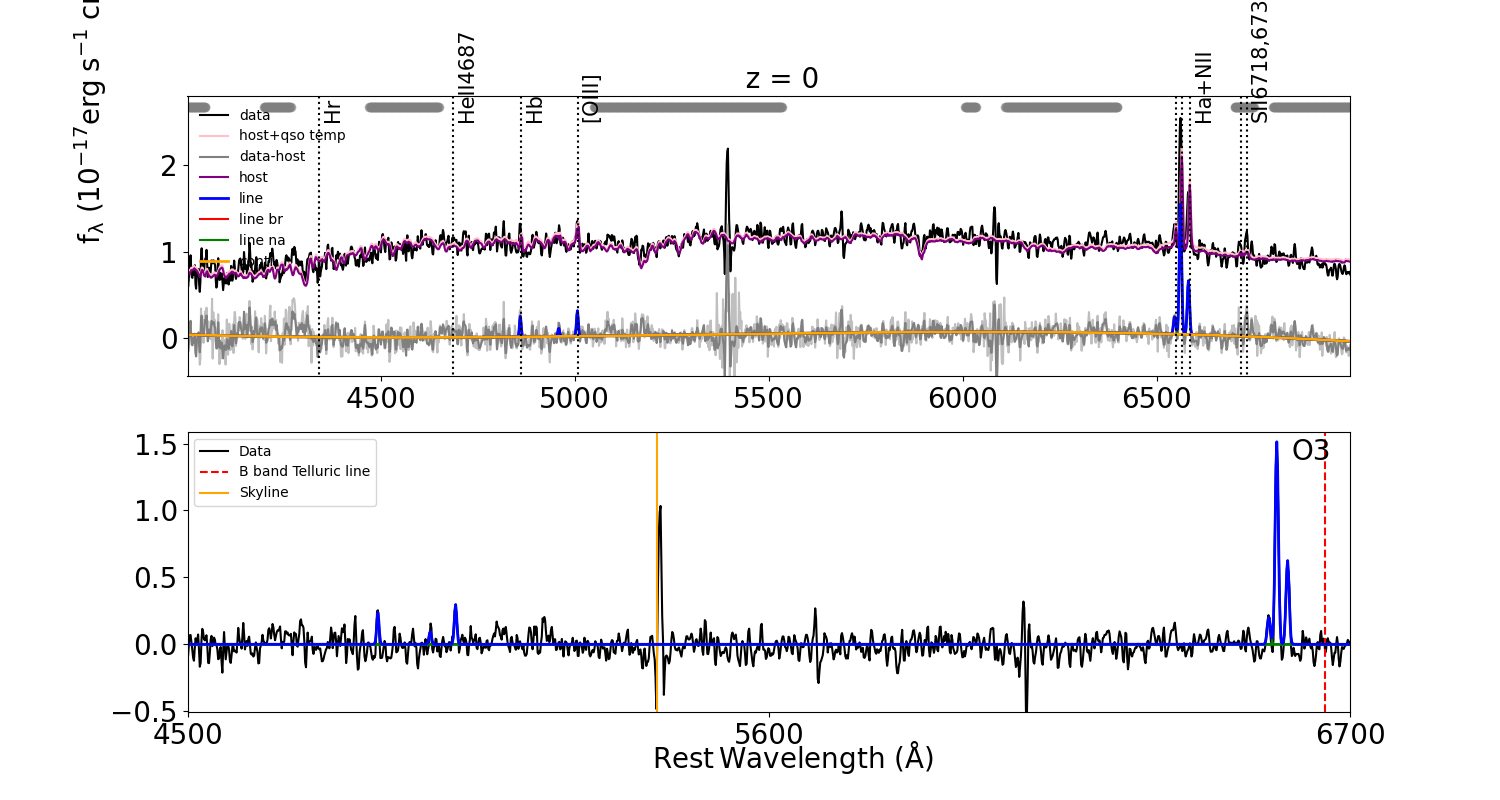 z = 0
Hr
HeII4687
Hb
[OIII]
Ha+NII
SII6718,673
fλ (10−17erg s−1 c
data
host+qso temp
data-host
host
line
line br
line na
2
1
0
4500 5000 5500 6000 6500
Data
B band Telluric line
Skyline
O3
1.5
1.0
0.5
0.0
−0.5
4500 5600 6700
Rest Wavelength (Å)